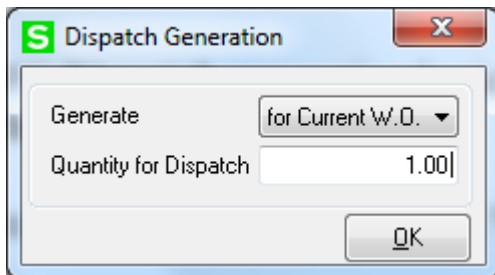 S Dispatch Generation
Generate for Current W.O.
Quantity for Dispatch 1.00
OK